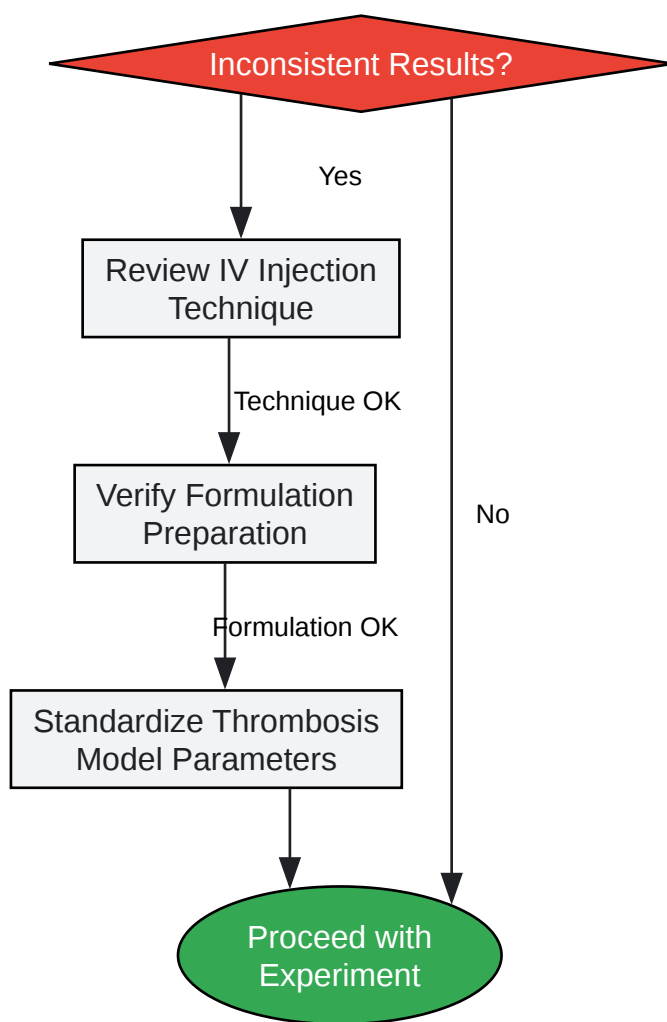 Inconsistent Results?
Yes
Review IV Injection
Technique
Technique OK
Verify Formulation
Preparation
No
Formulation OK
Standardize Thrombosis
Model Parameters
Proceed with
Experiment